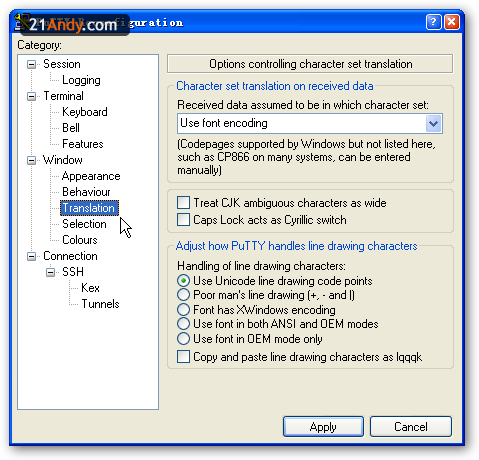 21Andy.com
figuration
Category:
Session
Logging
Terminal
Keyboard
Bell
Features
Window
Appearance
Behaviour
Translation
Selection
Colours
Connection
SSH
Kex
Tunnels
Options controlling character set translation
Character set translation on received data
Received data assumed to be in which character set:
Use font encoding
(Codepages supported by Windows but not listed here,
such as CP866 on many systems, can be entered
manually)
Treat CJK ambiguous characters as wide
Caps Lock acts as Cyrillic switch
Adjust how PuTTY handles line drawing characters
Handling of line drawing characters:
Use Unicode line drawing code points
Poor man's line drawing (+, - and |)
Font has XWindows encoding
Use font in both ANSI and OEM modes
Use font in OEM mode only
Copy and paste line drawing characters as lqqqk
Apply
Cancel